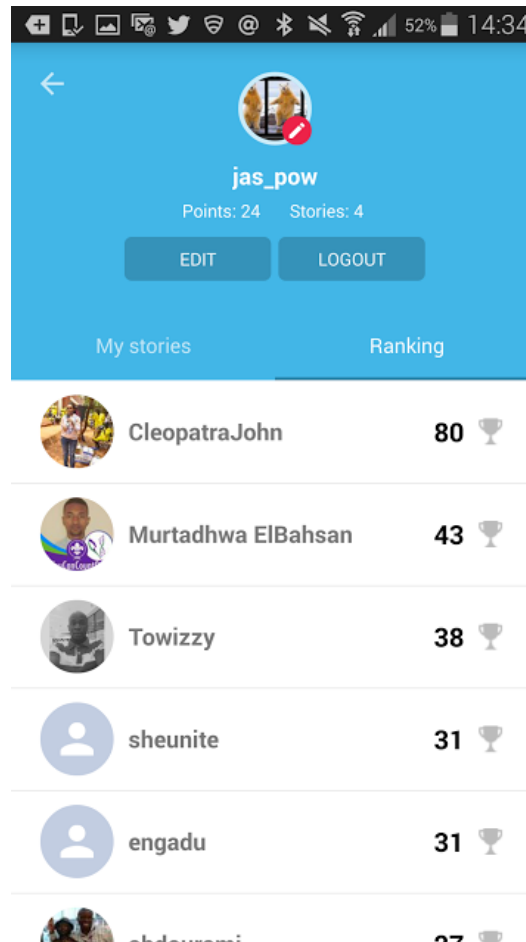 52% 14:34
jas_pow
Points: 24 Stories: 4
EDIT LOGOUT
My stories Ranking
CleopatraJohn 80
Murtadhwa ElBahsan 43
Towizzy 38
sheunite 31
engadu 31